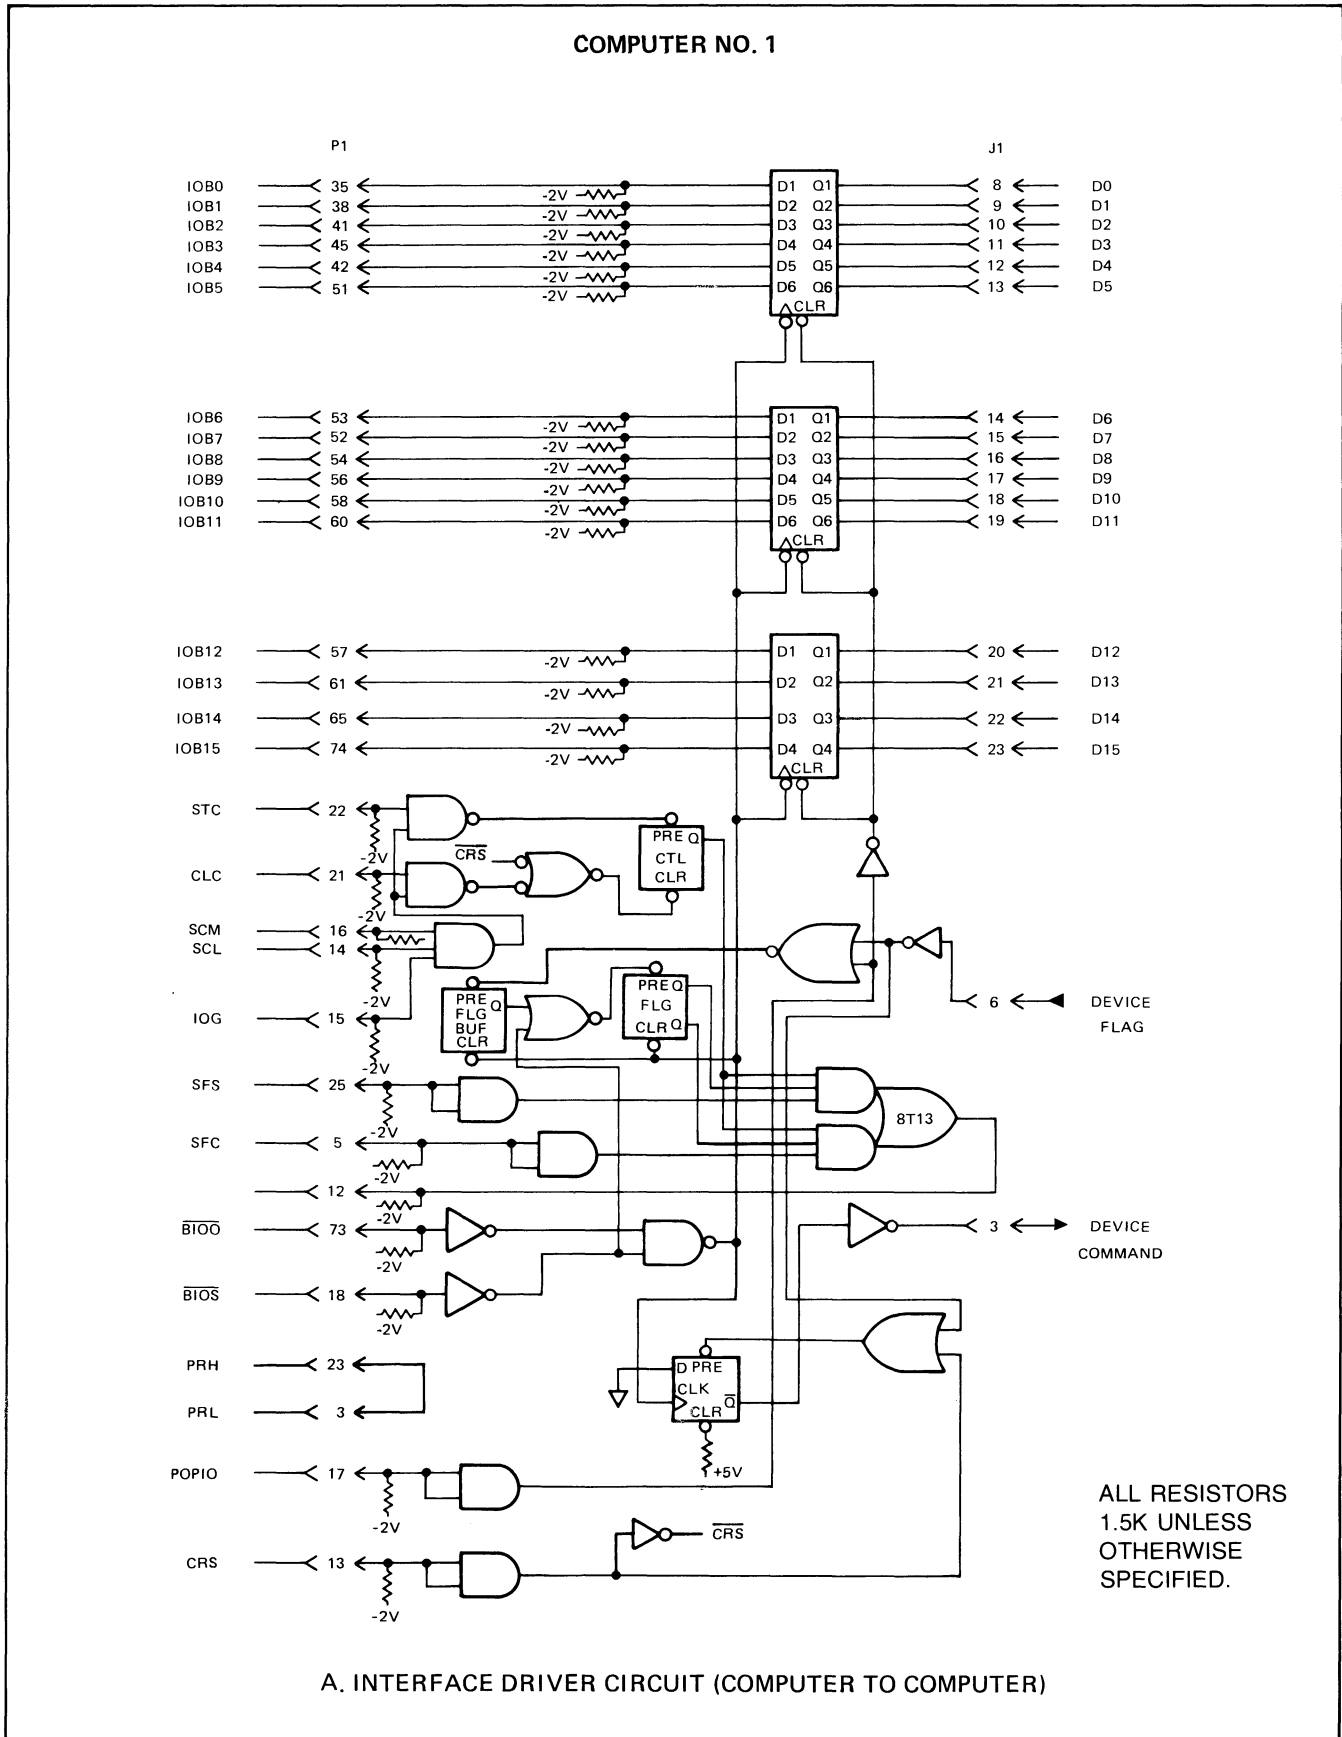 COMPUTER NO. 1
P1 J1
IOB0 35 -2V D1 Q1 8 D0
IOB1 38 -2V D2 Q2 9 D1
IOB2 41 -2V D3 Q3 10 D2
IOB3 45 -2V D4 Q4 11 D3
IOB4 42 -2V D5 Q5 12 D4
IOB5 51 -2V D6 Q6 13 D5
CLR
IOB6 53 -2V D1 Q1 14 D6
IOB7 52 -2V D2 Q2 15 D7
IOB8 54 -2V D3 Q3 16 D8
IOB9 56 -2V D4 Q4 17 D9
IOB10 58 -2V D5 Q5 18 D10
IOB11 60 -2V D6 Q6 19 D11
CLR
IOB12 57 -2V D1 Q1 20 D12
IOB13 61 -2V D2 Q2 21 D13
IOB14 65 -2V D3 Q3 22 D14
IOB15 74 -2V D4 Q4 23 D15
CLR
STC 22
-2V
PRE Q
CTL
CLR
CRS
CLC 21
-2V
SCM 16
SCL 14
-2V
PRE Q
FLG
BUF
CLR
PRE Q
FLG
CLR Q
6 DEVICE
FLAG
IOG 15
-2V
SFS 25
-2V
8T13
SFC 5
-2V
12
-2V
BIOO 73
-2V
3 DEVICE
COMMAND
BIOS 18
-2V
PRH 23
PRL 3
D PRE
CLK
CLR Q
+5V
POPIO 17
-2V
CRS
CRS 13
-2V
ALL RESISTORS
1.5K UNLESS
OTHERWISE
SPECIFIED.
A. INTERFACE DRIVER CIRCUIT (COMPUTER TO COMPUTER)